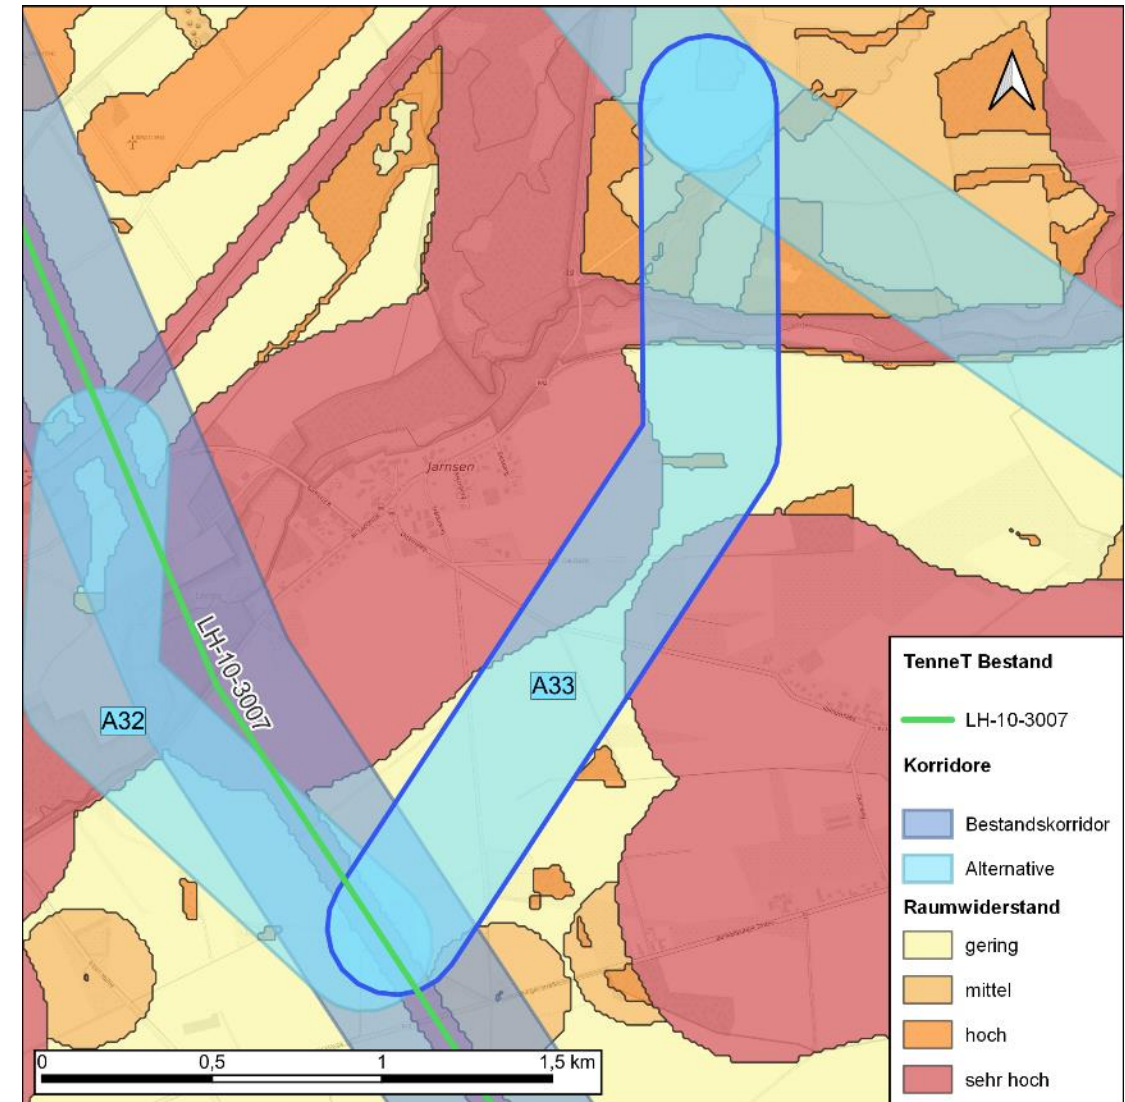 Jarnsen
LH-10-3007
A33
A32
TenneT Bestand
LH-10-3007
Korridore
Bestandskorridor
Alternative
Raumwiderstand
gering
mittel
hoch
sehr hoch
0 0,5 1 1,5 km